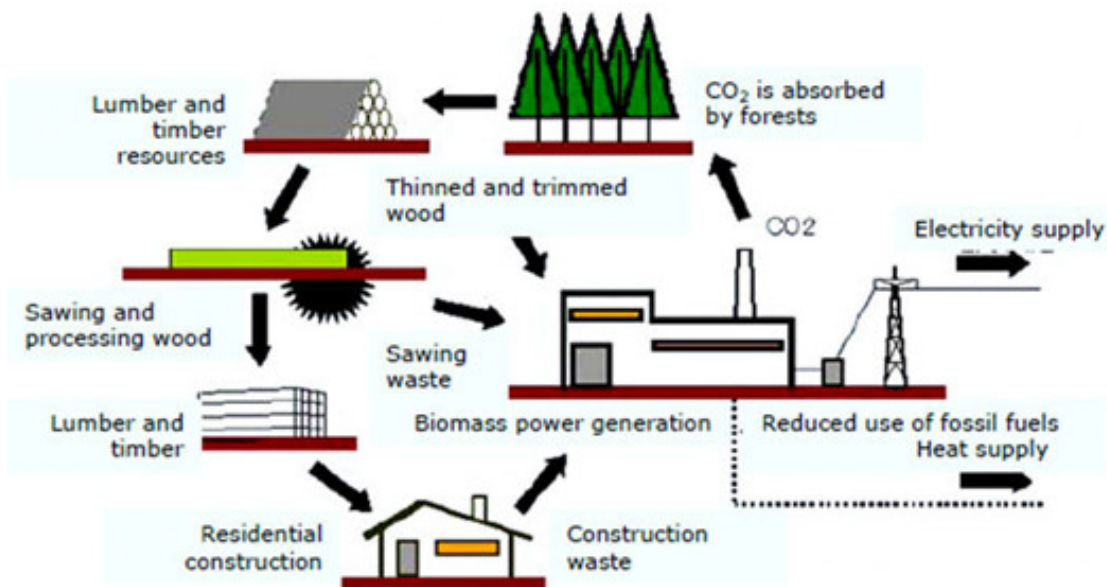 Lumber and
timber
resources
CO₂ is absorbed
by forests
Thinned and trimmed
wood
CO2
Electricity supply
Sawing and
processing wood
Sawing
waste
Lumber and
timber
Biomass power generation
Reduced use of fossil fuels
Heat supply
Residential
construction
Construction
waste